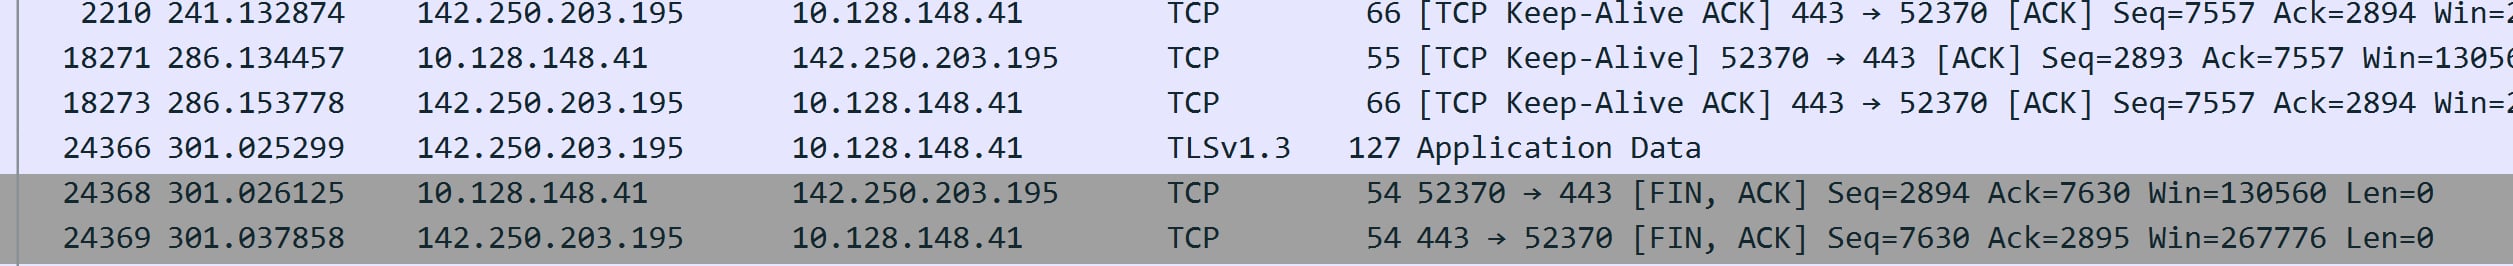 2210 241.132874 142.250.203.195 10.128.148.41 TCP 66 [TCP Keep-Alive ACK] 443 → 52370 [ACK] Seq=7557 Ack=2894 Win=2
18271 286.134457 10.128.148.41 142.250.203.195 TCP 55 [TCP Keep-Alive] 52370 → 443 [ACK] Seq=2893 Ack=7557 Win=13056
18273 286.153778 142.250.203.195 10.128.148.41 TCP 66 [TCP Keep-Alive ACK] 443 → 52370 [ACK] Seq=7557 Ack=2894 Win=2
24366 301.025299 142.250.203.195 10.128.148.41 TLSv1.3 127 Application Data
24368 301.026125 10.128.148.41 142.250.203.195 TCP 54 52370 → 443 [FIN, ACK] Seq=2894 Ack=7630 Win=130560 Len=0
24369 301.037858 142.250.203.195 10.128.148.41 TCP 54 443 → 52370 [FIN, ACK] Seq=7630 Ack=2895 Win=267776 Len=0